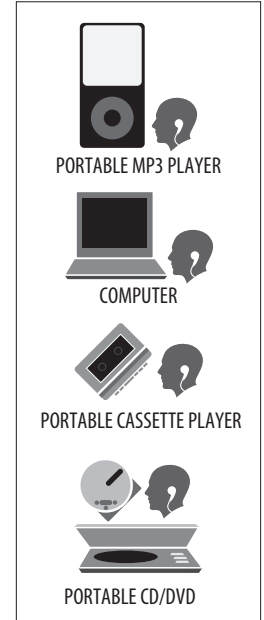 PORTABLE MP3 PLAYER
COMPUTER
PORTABLE CASSETTE PLAYER
PORTABLE CD/DVD